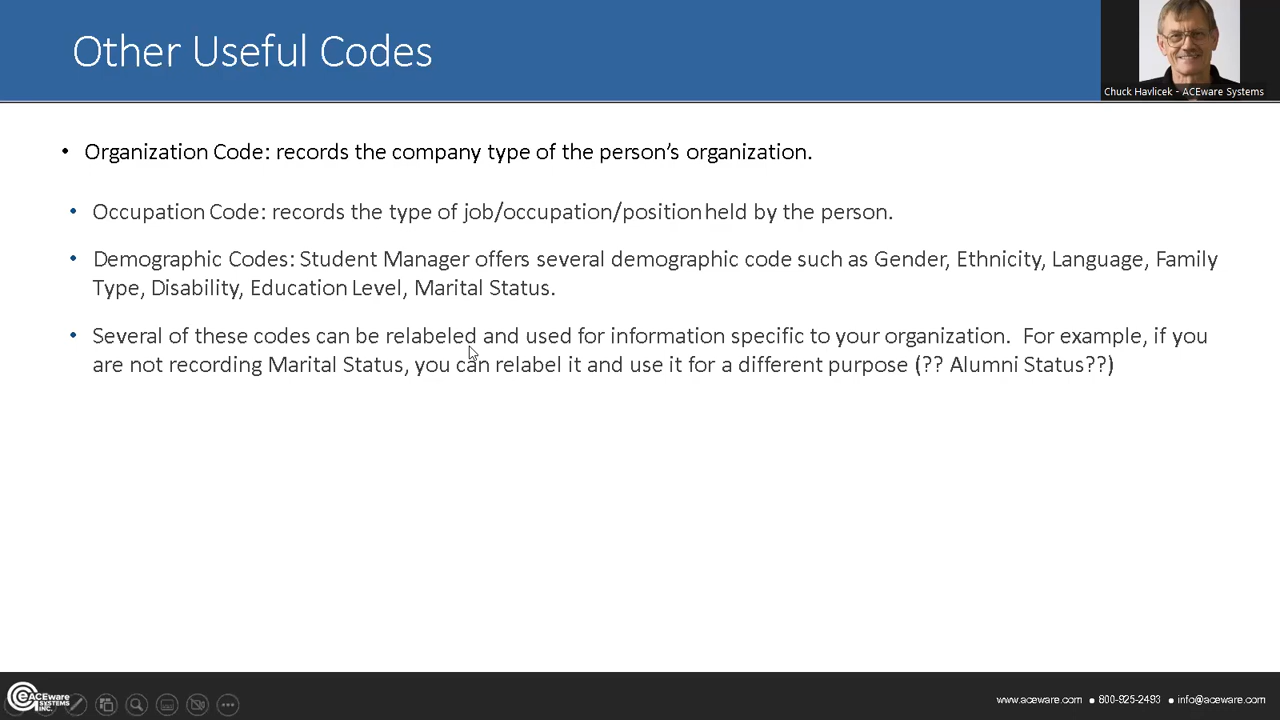 Other Useful Codes
Chuck Havlicek - ACEware Systems
• Organization Code: records the company type of the person's organization.
• Occupation Code: records the type of job/occupation/position held by the person.
• Demographic Codes: Student Manager offers several demographic code such as Gender, Ethnicity, Language, Family
Type, Disability, Education Level, Marital Status.
• Several of these codes can be relabeled and used for information specific to your organization. For example, if you
are not recording Marital Status, you can relabel it and use it for a different purpose (?? Alumni Status??)
ACEware
SYSTEMS
INC.
www.aceware.com • 800-925-2493 • info@aceware.com